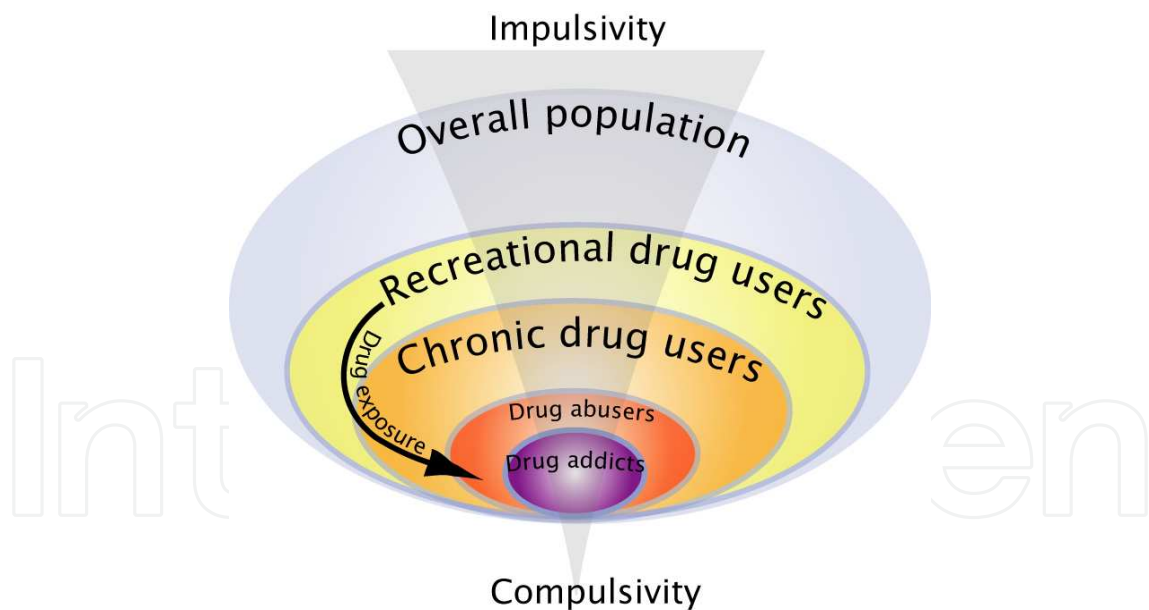 Impulsivity
Overall population
Recreational drug users
Chronic drug users
Drug exposure
Drug abusers
Drug addicts
Compulsivity